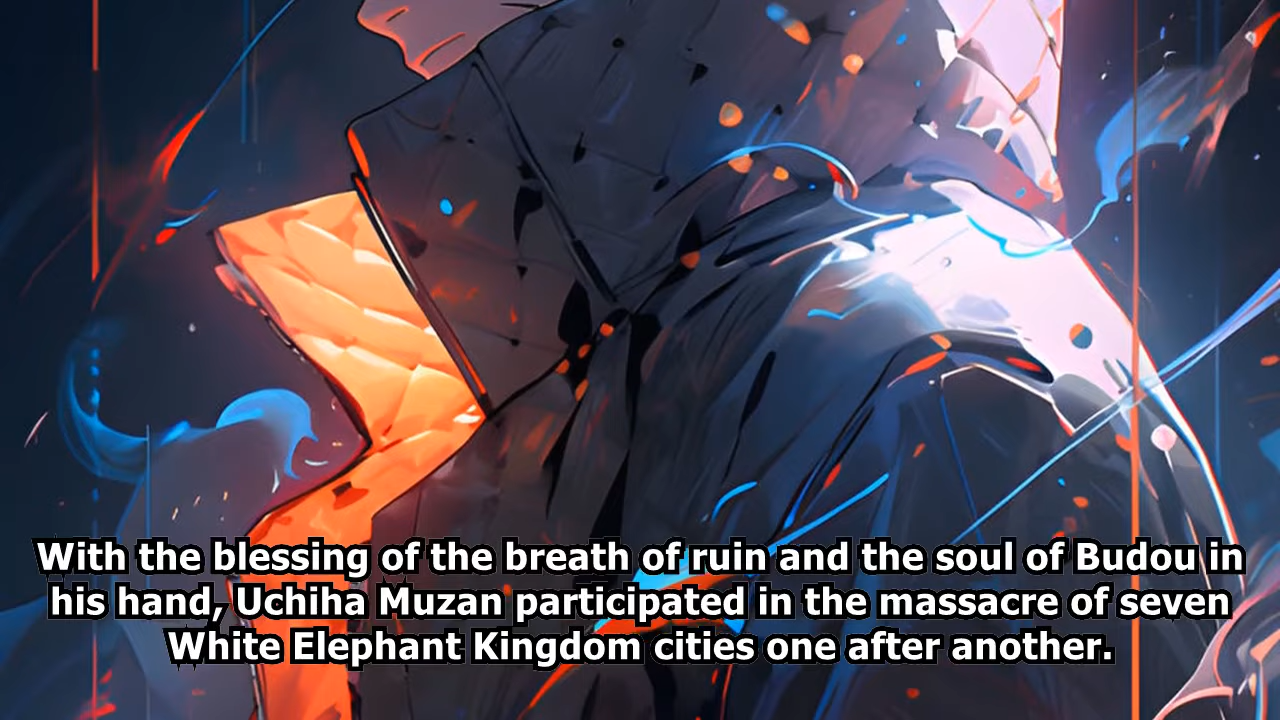 With the blessing of the breath of ruin and the soul of Budou in
his hand, Uchiha Muzan participated in the massacre of seven
White Elephant Kingdom cities one after another.